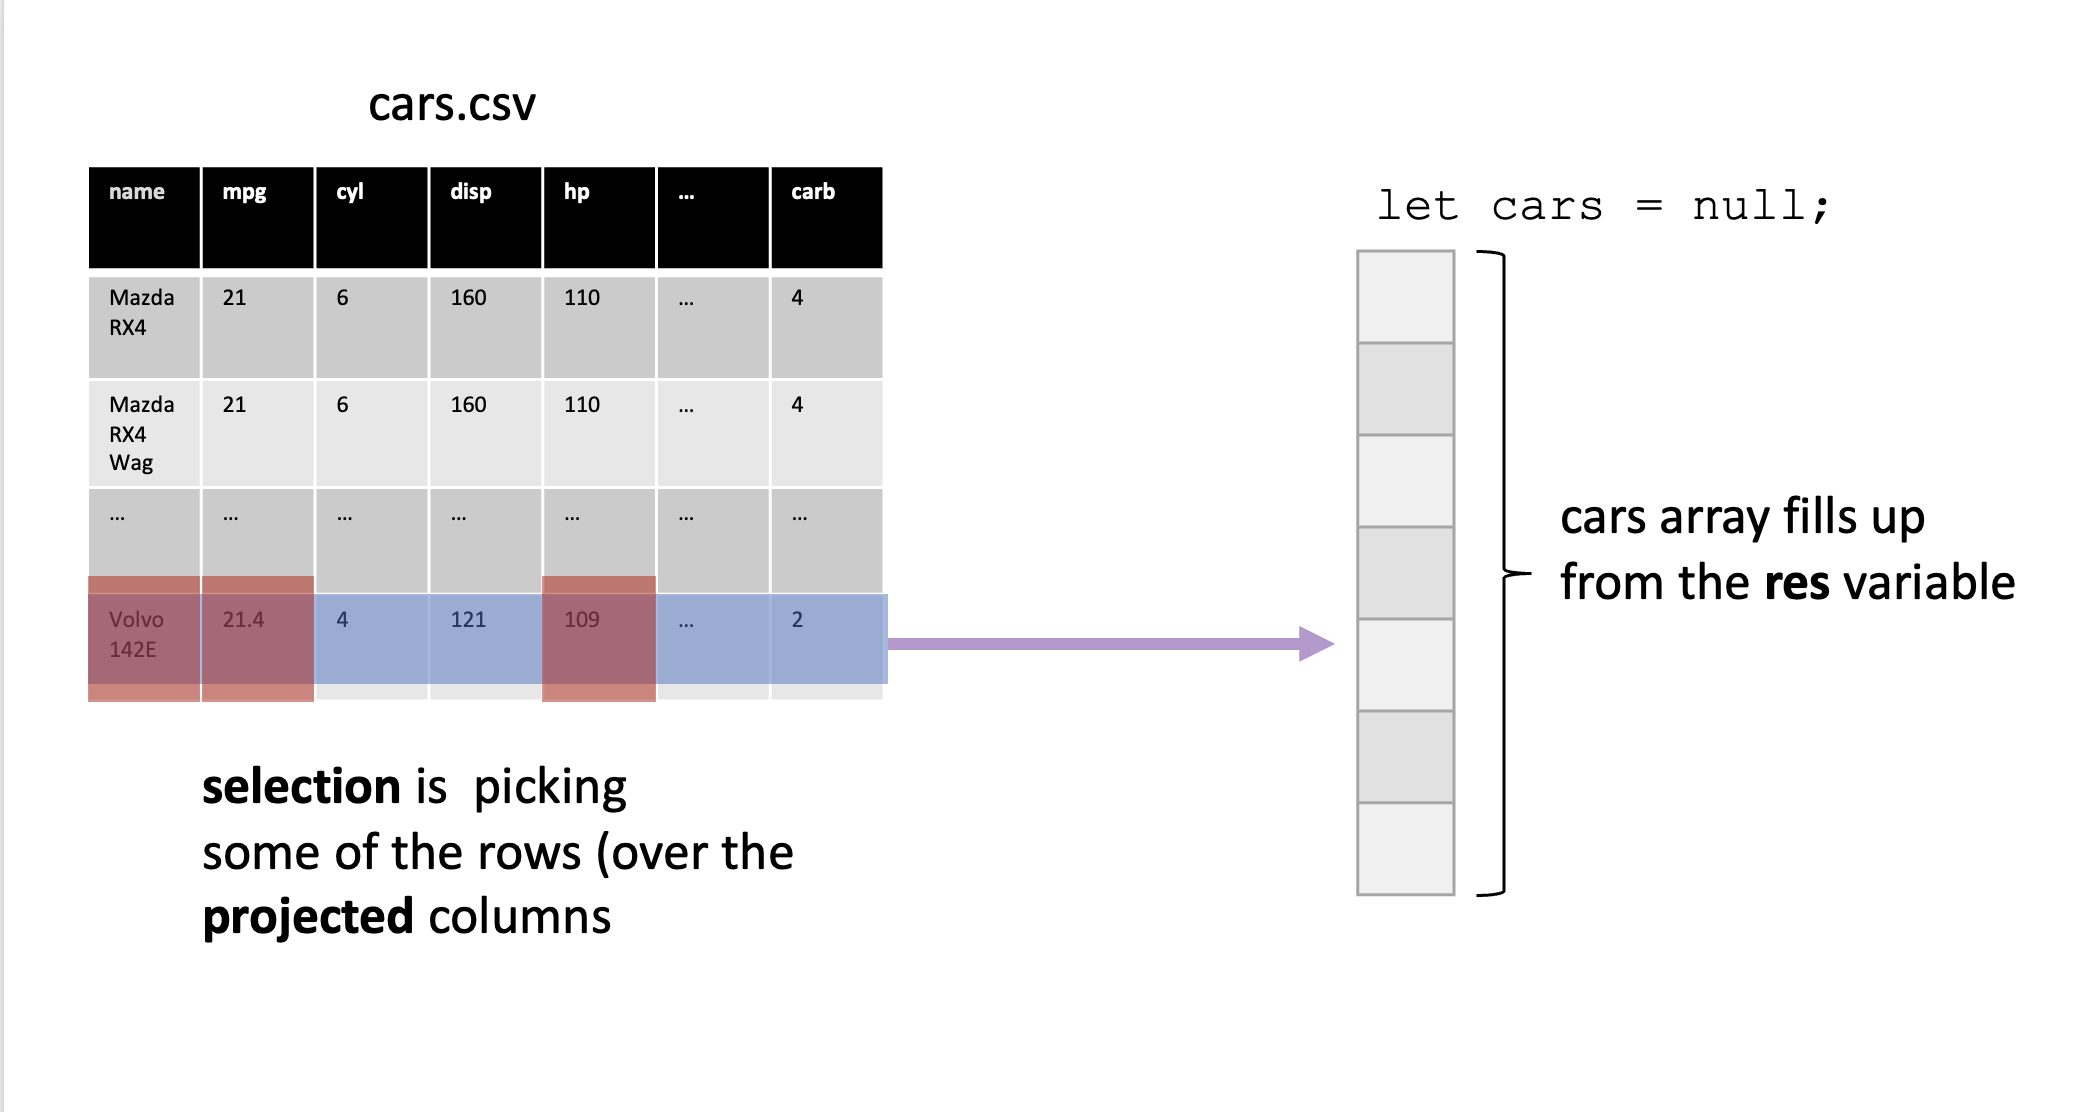 cars.csv
name mpg cyl disp hp ... carb
Mazda 21 6 160 110 ... 4
RX4
Mazda 21 6 160 110 ... 4
RX4
Wag
... ... ... ... ... ... ...
Volvo 21.4 4 121 109 ... 2
142E
selection is  picking
some of the rows (over the
projected columns
let cars = null;
cars array fills up
from the res variable